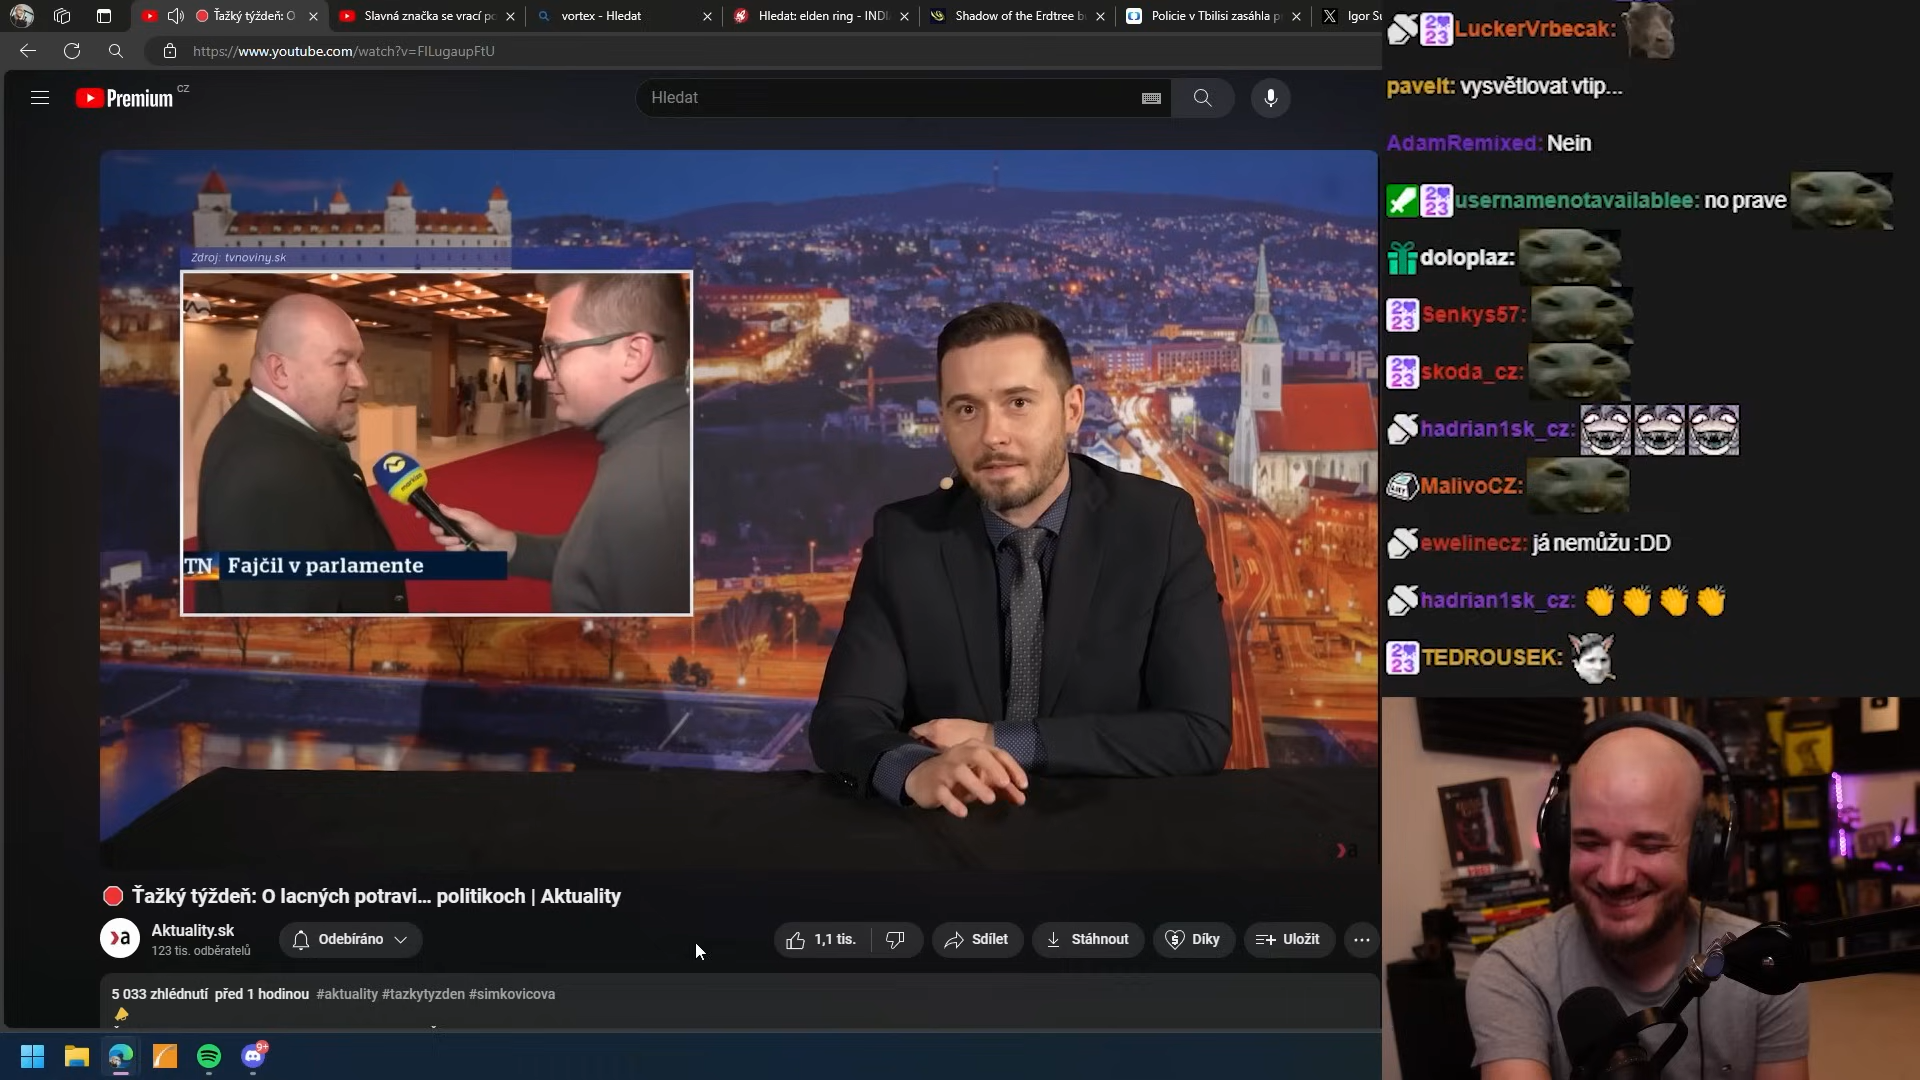 Ťažký týždeň: O
Slavná značka se vrací po
vortex - Hledat
Hledat: elden ring - INDI
Shadow of the Erdtree b
Policie v Tbilisi zasáhla p
X
Igor Su
https://www.youtube.com/watch?v=FILugaupFtU
Premium CZ
Hledat
Zdroj: tvnoviny.sk
TN Fajčil v parlamente
Ťažký týždeň: O lacných potravi... politikoch | Aktuality
Aktuality.sk
123 tis. odběratelů
Odebíráno
1,1 tis.
Sdílet
Stáhnout
Díky
Uložit
5 033 zhlédnutí před 1 hodinou #aktuality #tazkytyzden #simkovicova
9+
LuckerVrbecak:
pavelt: vysvětlovat vtip...
AdamRemixed: Nein
usernamenotavailablee: no prave
doloplaz:
Senkys57:
skoda_cz:
hadrian1sk_cz:
MalivoCZ:
ewelinecz: já nemůžu :DD
hadrian1sk_cz: 👏 👏 👏 👏
TEDROUSEK: